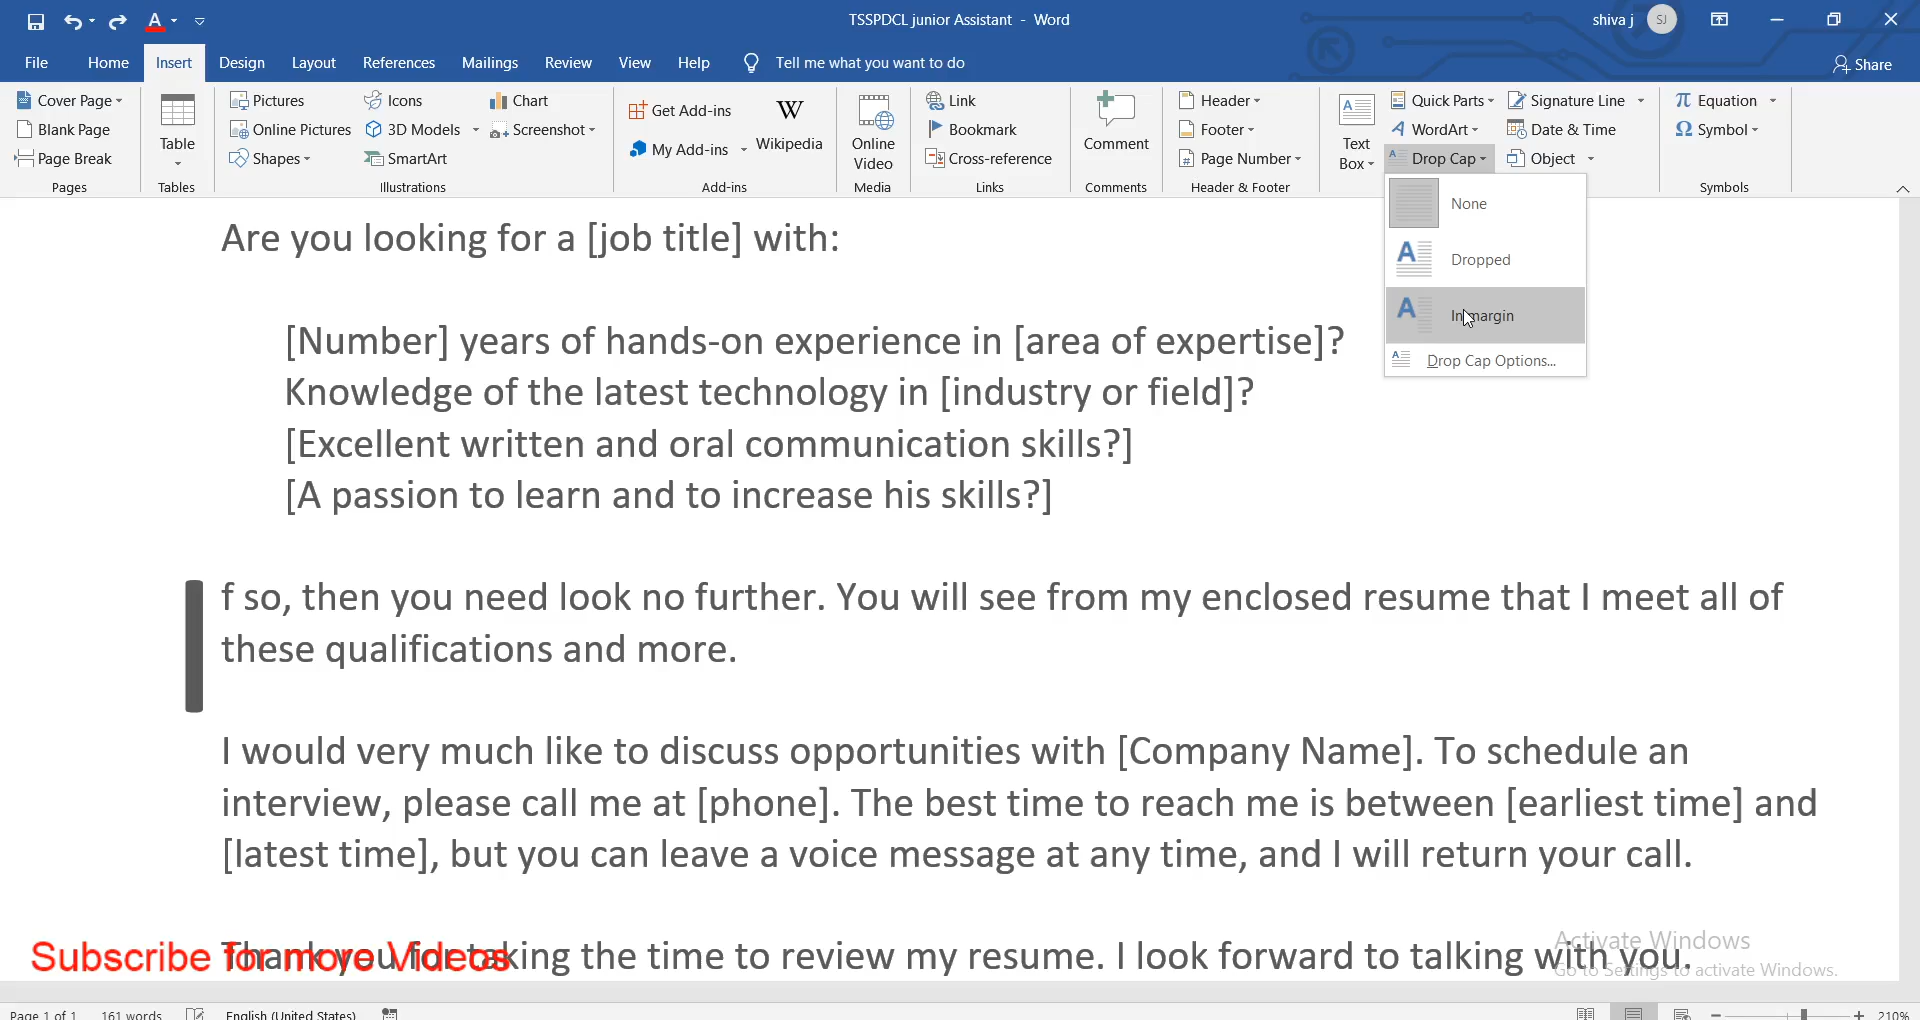 TSSPDCL junior Assistant - Word
shiva j
SJ
File Home Insert Design Layout References Mailings Review View Help Tell me what you want to do
Share
Cover Page
Blank Page
Page Break
Pages
Table
Tables
Pictures
Online Pictures
Shapes
Icons
3D Models
SmartArt
Chart
Screenshot
Illustrations
Get Add-ins
My Add-ins
W
Wikipedia
Add-ins
Online
Video
Media
Link
Bookmark
Cross-reference
Links
Comment
Comments
Header
Footer
Page Number
Header & Footer
Text
Box
Quick Parts
WordArt
Drop Cap
Signature Line
Date & Time
Object
π Equation
Ω Symbol
Symbols
None
Dropped
In margin
Drop Cap Options...
Are you looking for a [job title] with:
[Number] years of hands-on experience in [area of expertise]?
Knowledge of the latest technology in [industry or field]?
[Excellent written and oral communication skills?]
[A passion to learn and to increase his skills?]
I f so, then you need look no further. You will see from my enclosed resume that I meet all of
these qualifications and more.
I would very much like to discuss opportunities with [Company Name]. To schedule an
interview, please call me at [phone]. The best time to reach me is between [earliest time] and
[latest time], but you can leave a voice message at any time, and I will return your call.
Thank you for taking the time to review my resume. I look forward to talking with you.
Subscribe for more Videos
Activate Windows
Go to Settings to activate Windows.
Page 1 of 1 161 words English (United States)
210%